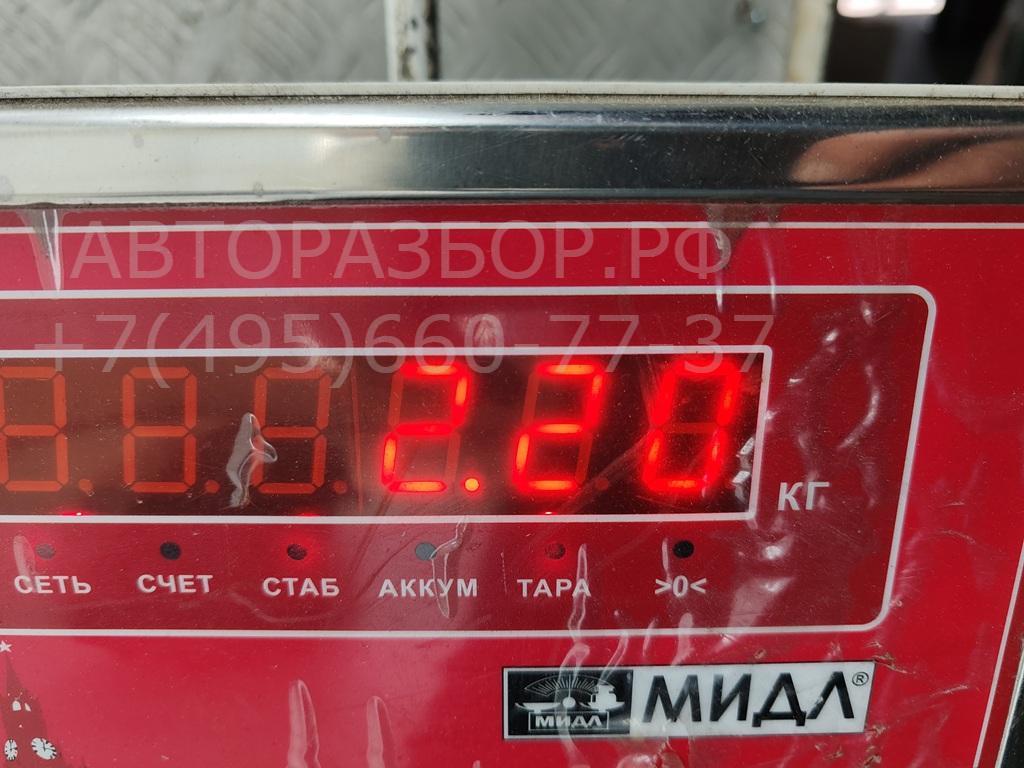 АВТОРАЗБОР.РФ
+7(495)660-77-37
2.20
КГ
СЕТЬ СЧЕТ СТАБ АККУМ ТАРА >0<
МИДЛ МИДЛ®